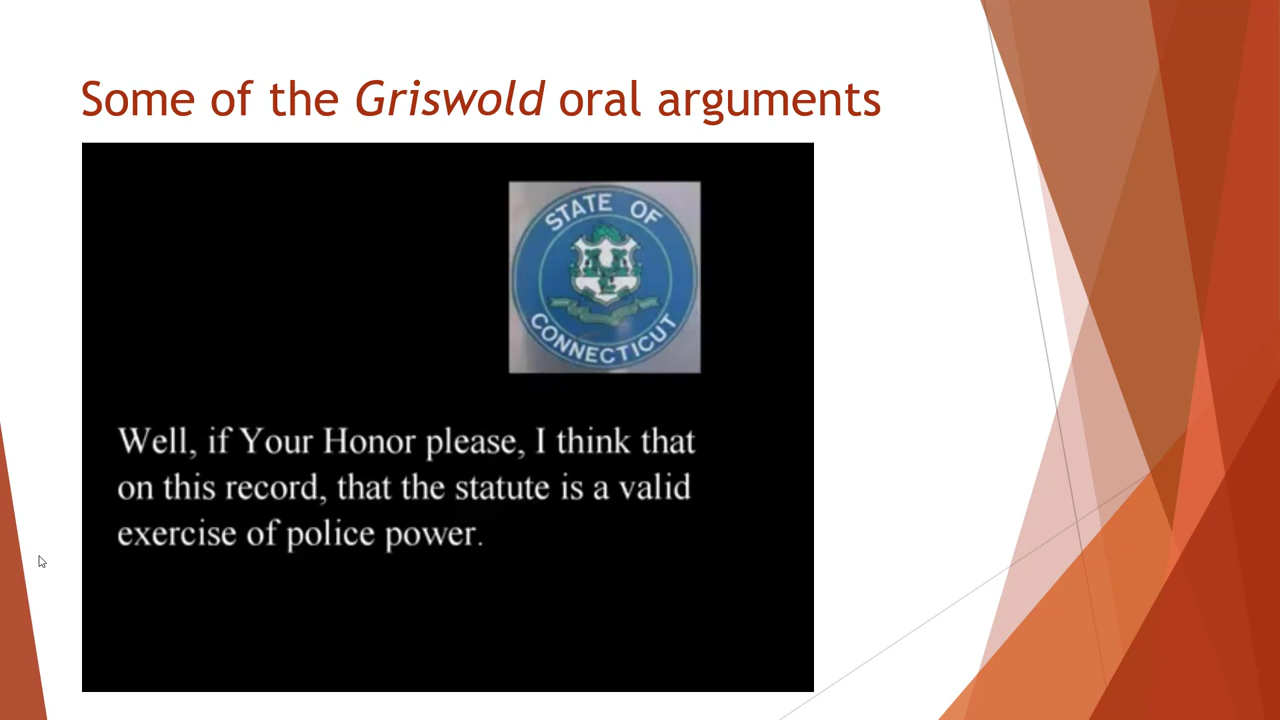 Some of the Griswold oral arguments
STATE OF
CONNECTICUT
Well, if Your Honor please, I think that
on this record, that the statute is a valid
exercise of police power.